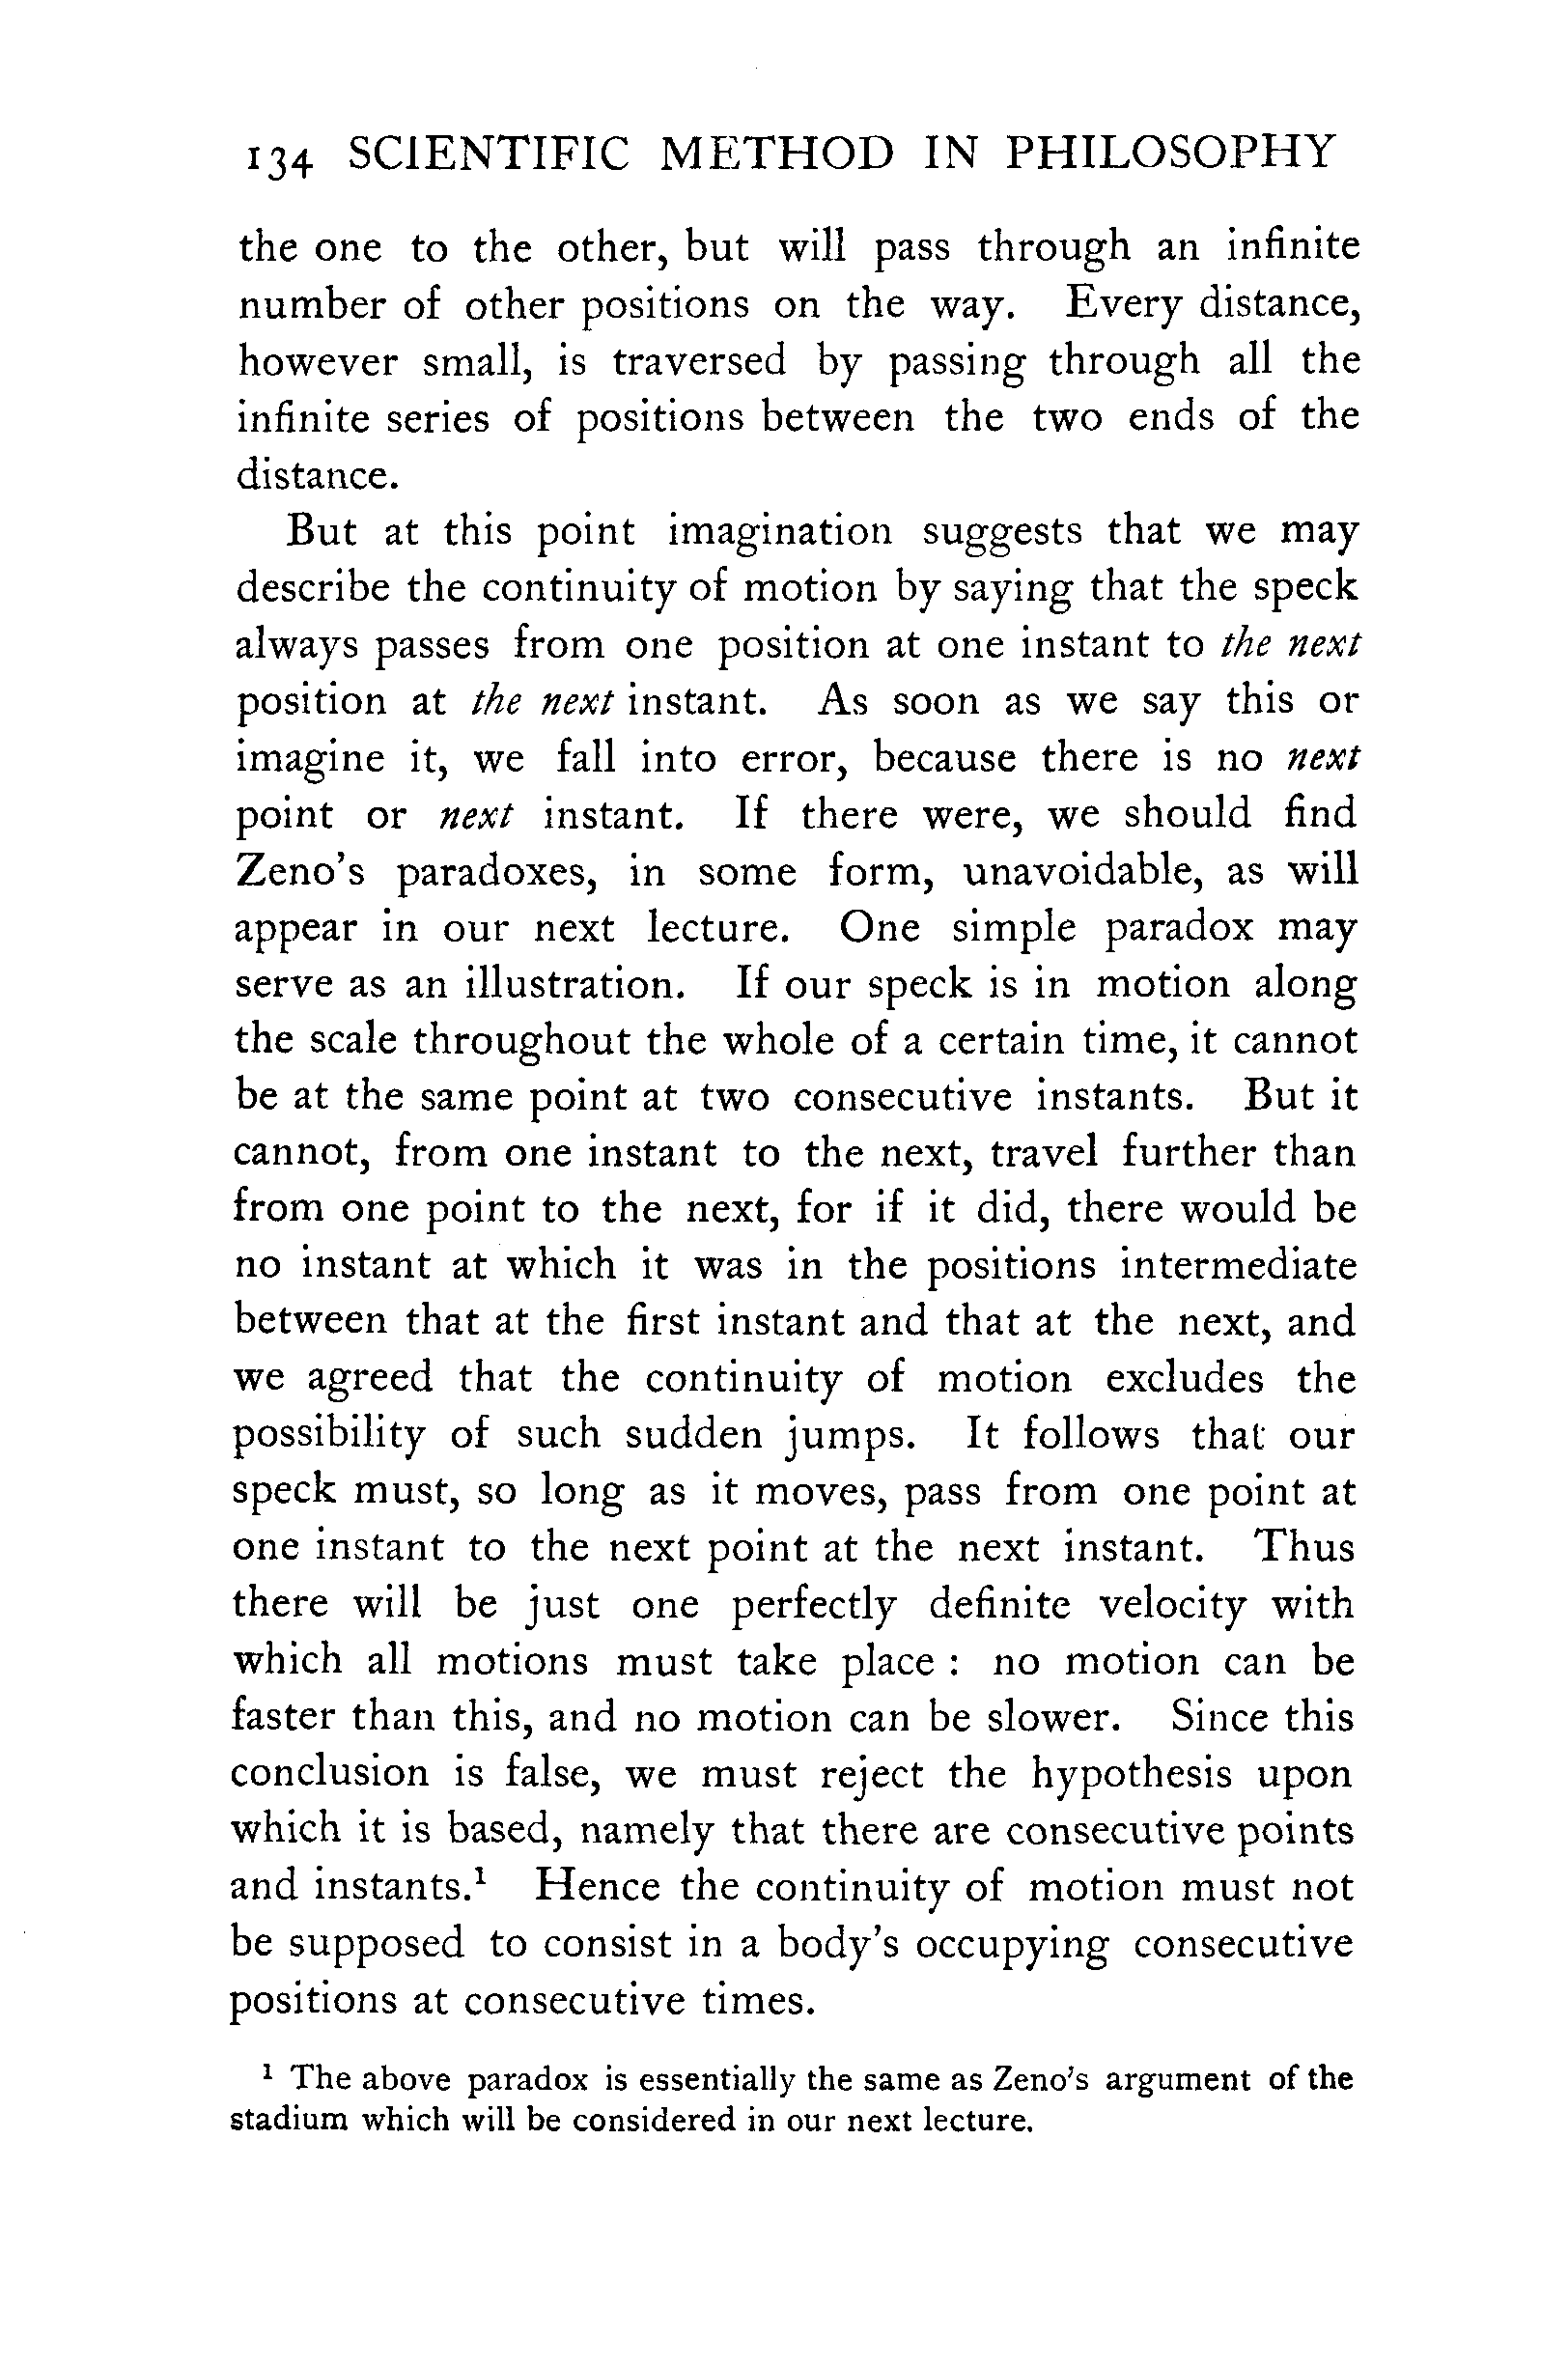 134 SCIENTIFIC METHOD IN PHILOSOPHY
the one to the other, but will pass through an infinite
number of other positions on the way. Every distance,
however small, is traversed by passing through all the
infinite series of positions between the two ends of the
distance.
But at this point imagination suggests that we may
describe the continuity of motion by saying that the speck
always passes from one position at one instant to the next
position at the next instant. As soon as we say this or
imagine it, we fall into error, because there is no next
point or next instant. If there were, we should find
Zeno's paradoxes, in some form, unavoidable, as will
appear in our next lecture. One simple paradox may
serve as an illustration. If our speck is in motion along
the scale throughout the whole of a certain time, it cannot
be at the same point at two consecutive instants. But it
cannot, from one instant to the next, travel further than
from one point to the next, for if it did, there would be
no instant at which it was in the positions intermediate
between that at the first instant and that at the next, and
we agreed that the continuity of motion excludes the
possibility of such sudden jumps. It follows that our
speck must, so long as it moves, pass from one point at
one instant to the next point at the next instant. Thus
there will be just one perfectly definite velocity with
which all motions must take place : no motion can be
faster than this, and no motion can be slower. Since this
conclusion is false, we must reject the hypothesis upon
which it is based, namely that there are consecutive points
and instants.¹ Hence the continuity of motion must not
be supposed to consist in a body's occupying consecutive
positions at consecutive times.
¹ The above paradox is essentially the same as Zeno's argument of the
stadium which will be considered in our next lecture.